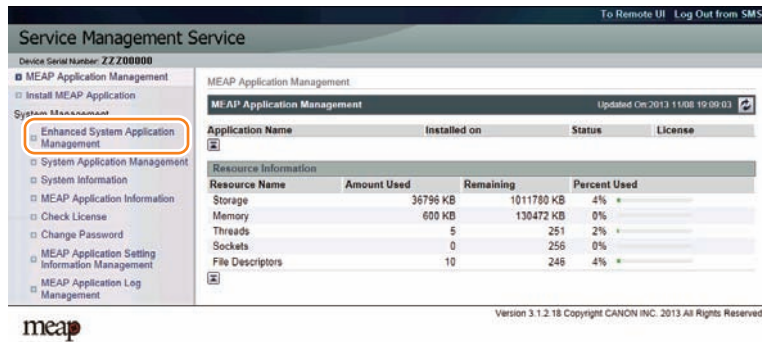 To Remote UI Log Out from SMS
Service Management Service
Device Serial Number: ZZZ00000
MEAP Application Management
Install MEAP Application
System Management
Enhanced System Application
Management
System Application Management
System Information
MEAP Application Information
Check License
Change Password
MEAP Application Setting
Information Management
MEAP Application Log
Management
MEAP Application Management
MEAP Application Management Updated On:2013 11/08 19:09:03
Application Name Installed on Status License
Resource Information
Resource Name Amount Used Remaining Percent Used
Storage 36796 KB 1011780 KB 4%
Memory 600 KB 130472 KB 0%
Threads 5 251 2%
Sockets 0 256 0%
File Descriptors 10 246 4%
meap
Version 3.1.2.18 Copyright CANON INC. 2013 All Rights Reserved